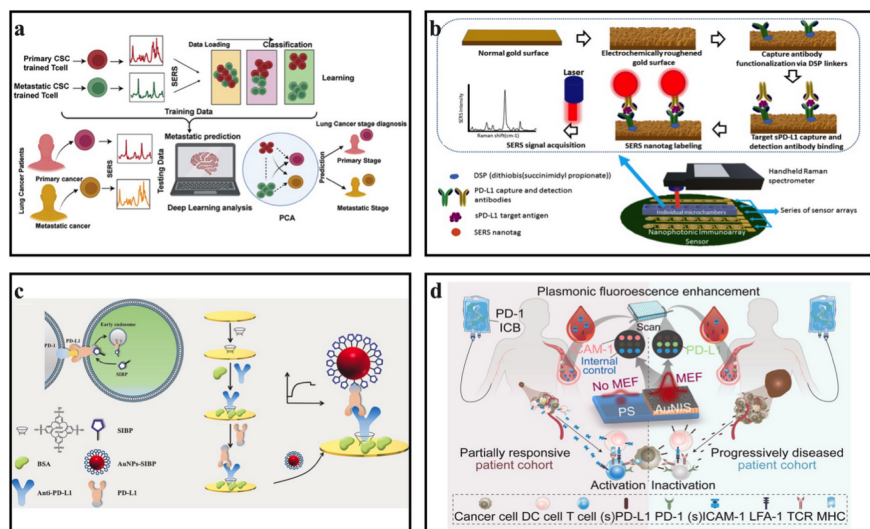 a
Primary CSC
trained Tcell
Metastatic CSC
trained Tcell
SERS
Data Loading
Classification
Learning
Training Data
Lung Cancer Patients
Primary cancer
Metastatic cancer
SERS
Testing Data
Metastatic prediction
Deep Learning analysis
PCA
Prediction
Lung Cancer stage diagnosis
Primary Stage
Metastatic Stage
b
Normal gold surface
Electrochemically roughened
gold surface
Capture antibody
functionalization via DSP linkers
Target sPD-L1 capture and
detection antibody binding
SERS nanotag labeling
Laser
SERS Intensity
Raman shift(cm-1)
SERS signal acquisition
DSP (dithiobis(succinimidyl propionate))
PD-L1 capture and detection
antibodies
sPD-L1 target antigen
SERS nanotag
Handheld Raman
spectrometer
Individual microchambers
Series of sensor arrays
Nanophotonic Immunoarray
Sensor
c
Early endosome
PD-1
PD-L1
SIBP
SIBP
BSA
AuNPs-SIBP
Anti-PD-L1
PD-L1
d
Plasmonic fluorescence enhancement
PD-1
ICB
Scan
CAM-1
Internal
control
PD-L1
No MEF
MEF
PS
AuNIS
Partially responsive
patient cohort
Progressively diseased
patient cohort
Activation
Inactivation
Cancer cell DC cell T cell (s)PD-L1 PD-1 (s)ICAM-1 LFA-1 TCR MHC